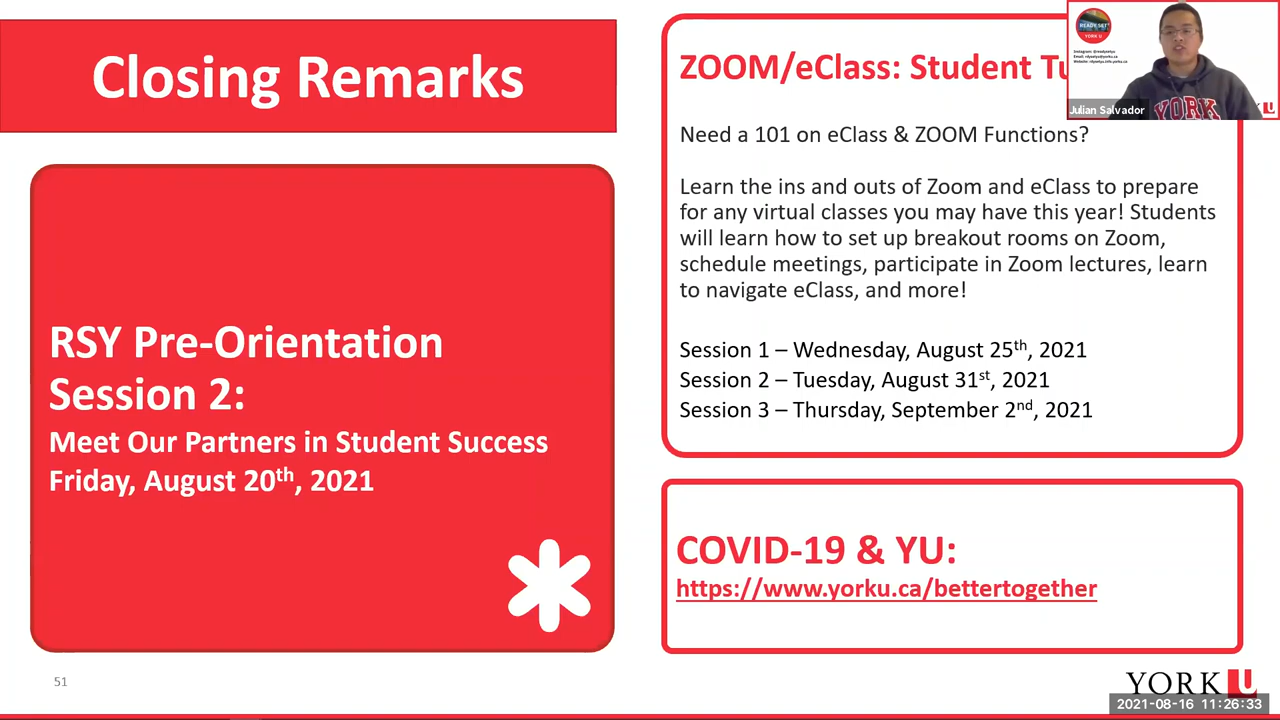 Closing Remarks
RSY Pre-Orientation
Session 2:
Meet Our Partners in Student Success
Friday, August 20th, 2021
ZOOM/eClass: Student
Need a 101 on eClass & ZOOM Functions?
Learn the ins and outs of Zoom and eClass to prepare
for any virtual classes you may have this year! Students
will learn how to set up breakout rooms on Zoom,
schedule meetings, participate in Zoom lectures, learn
to navigate eClass, and more!
Session 1 – Wednesday, August 25th, 2021
Session 2 – Tuesday, August 31st, 2021
Session 3 – Thursday, September 2nd, 2021
COVID-19 & YU:
https://www.yorku.ca/bettertogether
READY SET
YORK U
Julian Salvador
YORK
51
YORK U
2021-08-16 11:26:33